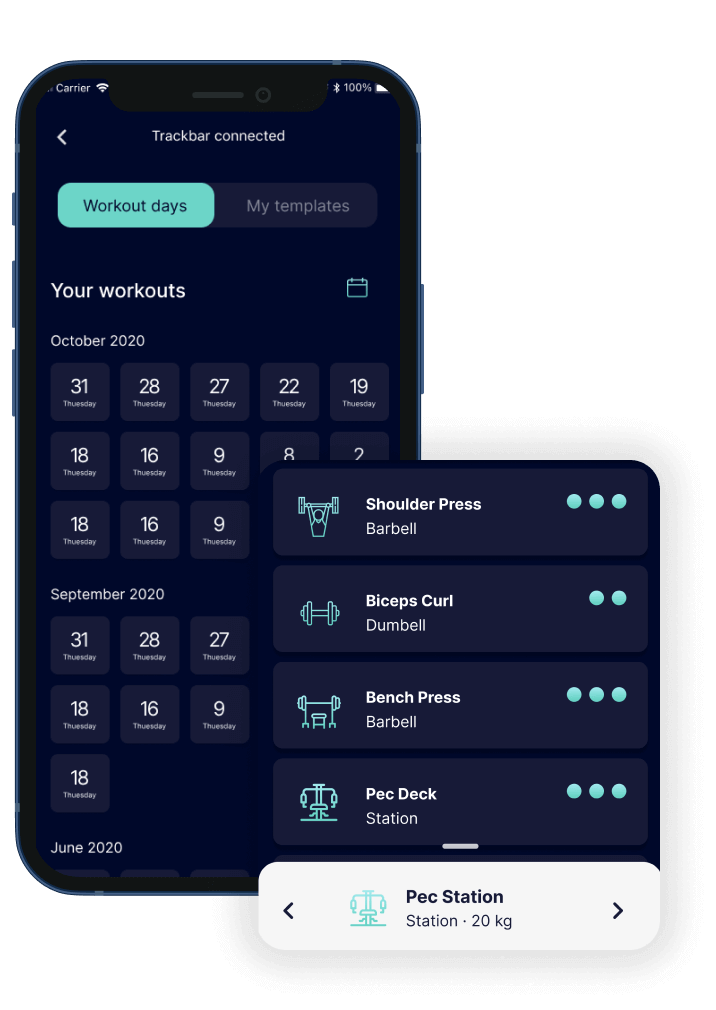 Carrier
100%
Trackbar connected
Workout days
My templates
Your workouts
October 2020
31 28 27 22 19
Thuesday Thuesday Thuesday Thuesday Thuesday
18 16 9 8 2
Thuesday Thuesday Thuesday
18 16 9
Thuesday Thuesday Thuesday
September 2020
31 28 27
Thuesday Thuesday Thuesday
18 16 9
Thuesday Thuesday Thuesday
18
Thuesday
June 2020
Shoulder Press
Barbell
Biceps Curl
Dumbell
Bench Press
Barbell
Pec Deck
Station
Pec Station
Station · 20 kg